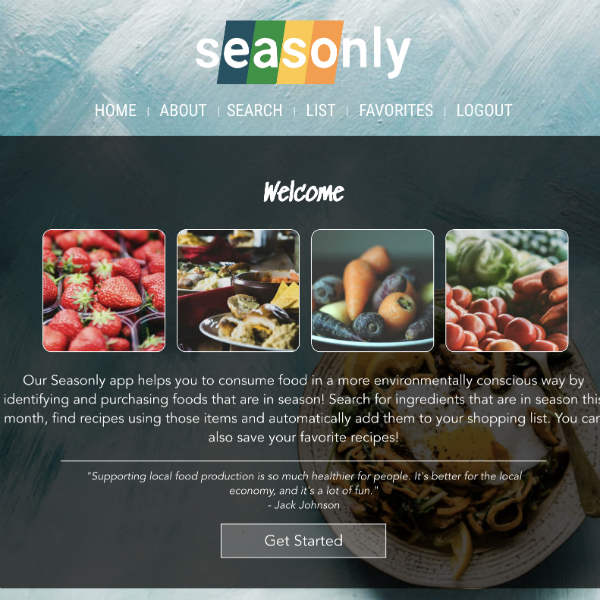 seasonly
HOME | ABOUT | SEARCH | LIST | FAVORITES | LOGOUT
Welcome
Our Seasonly app helps you to consume food in a more environmentally conscious way by
identifying and purchasing foods that are in season! Search for ingredients that are in season this
month, find recipes using those items and automatically add them to your shopping list. You can
also save your favorite recipes!
"Supporting local food production is so much healthier for people. It's better for the local
economy, and it's a lot of fun."
- Jack Johnson
Get Started